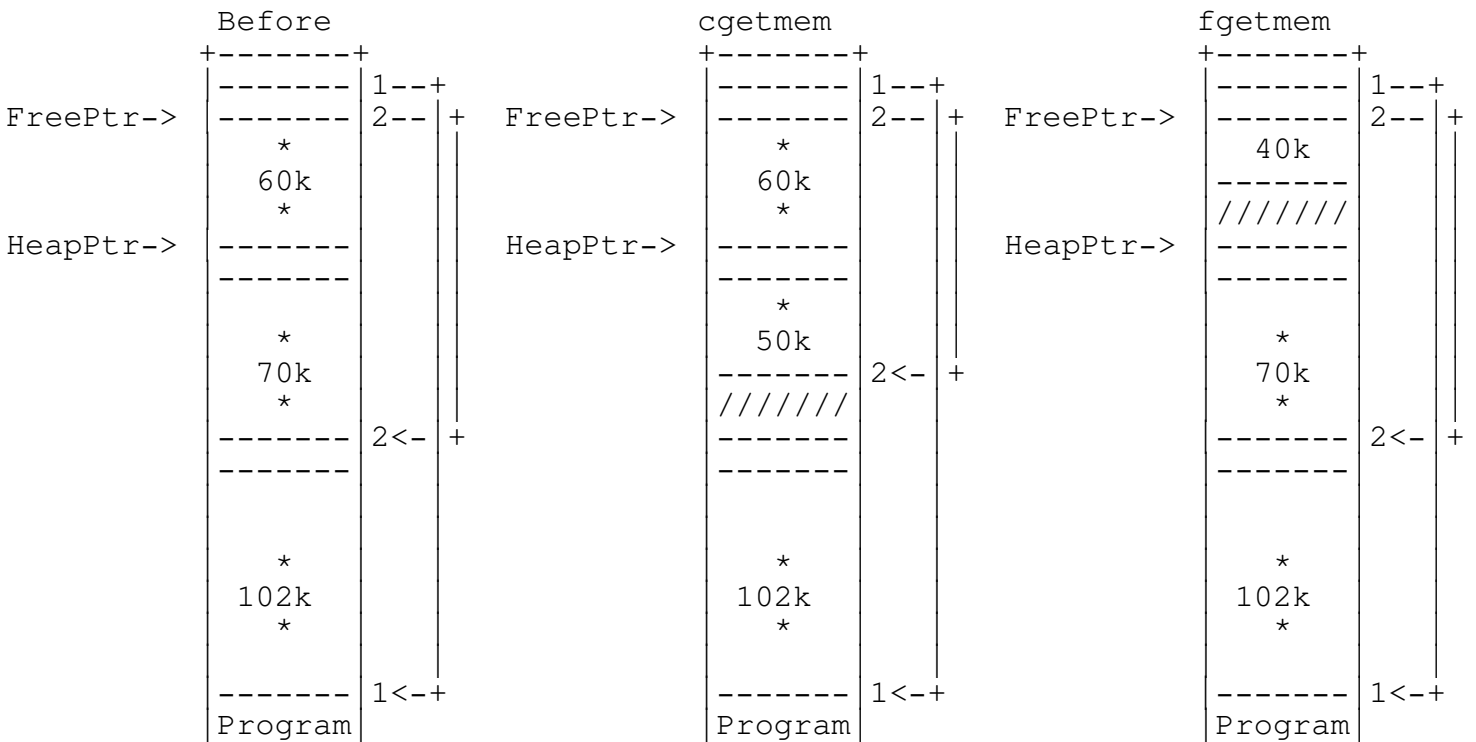 Before cgetmem fgetmem
+-------+ +-------+ +-------+
|-------|1--+ |-------|1--+ |-------|1--+
FreePtr-> |-------|2--|+ FreePtr-> |-------|2--|+ FreePtr-> |-------|2--|+
* * 40k
60k 60k -------
* * ///////
HeapPtr-> ------- HeapPtr-> ------- HeapPtr-> -------
------- ------- -------
*
* 50k *
70k ------- 2<-|+ 70k
* /////// *
------- 2<-|+ ------- ------- 2<-|+
------- ------- -------
* * *
102k 102k 102k
* * *
------- 1<-+ ------- 1<-+ ------- 1<-+
|Program| |Program| |Program|